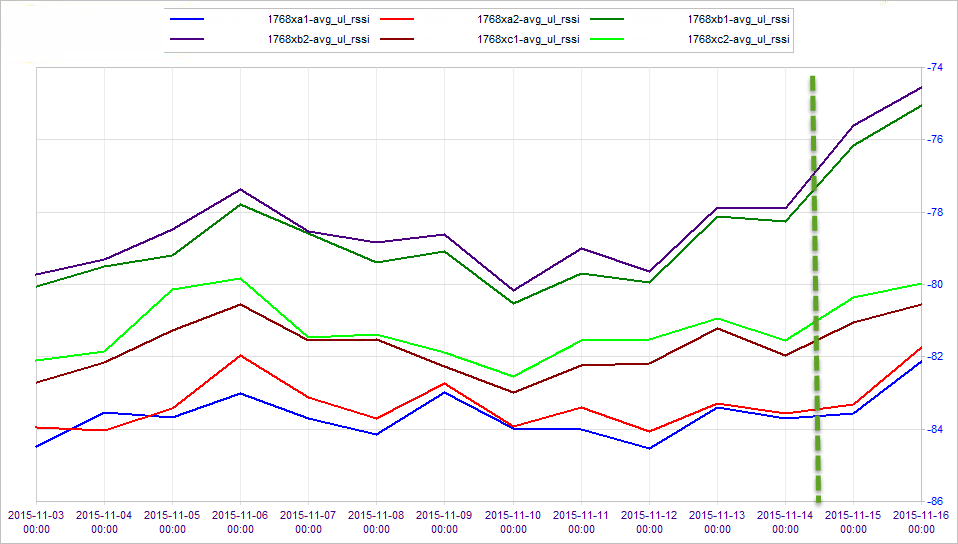 1768xa1-avg_ul_rssi 1768xa2-avg_ul_rssi 1768xb1-avg_ul_rssi
1768xb2-avg_ul_rssi 1768xc1-avg_ul_rssi 1768xc2-avg_ul_rssi
-74
-76
-78
-80
-82
-84
-86
2015-11-03 2015-11-04 2015-11-05 2015-11-06 2015-11-07 2015-11-08 2015-11-09 2015-11-10 2015-11-11 2015-11-12 2015-11-13 2015-11-14 2015-11-15 2015-11-16
00:00 00:00 00:00 00:00 00:00 00:00 00:00 00:00 00:00 00:00 00:00 00:00 00:00 00:00